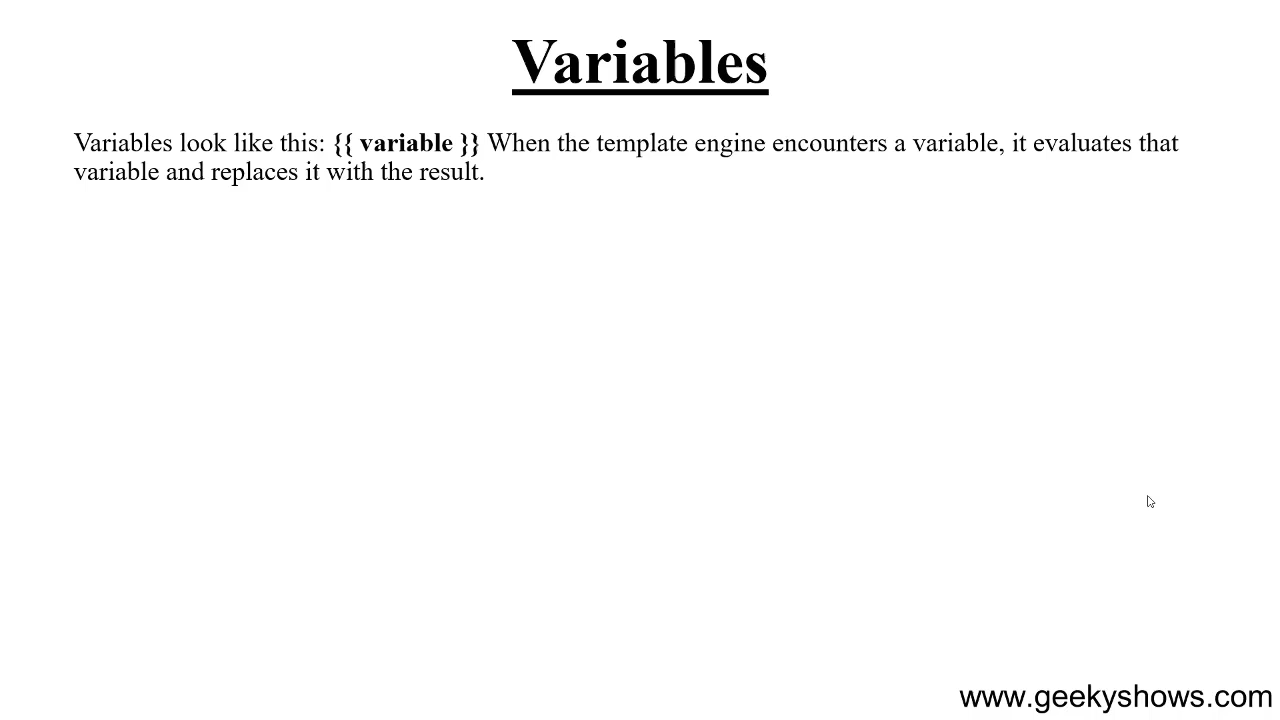 Variables
Variables look like this: {{ variable }} When the template engine encounters a variable, it evaluates that
variable and replaces it with the result.
www.geekyshows.com